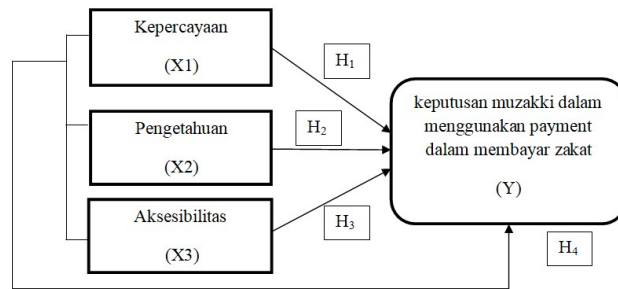 Kepercayaan
(X1)
H₁
Pengetahuan
(X2)
H₂
Aksesibilitas
(X3)
H₃
keputusan muzakki dalam
menggunakan payment
dalam membayar zakat
(Y)
H₄